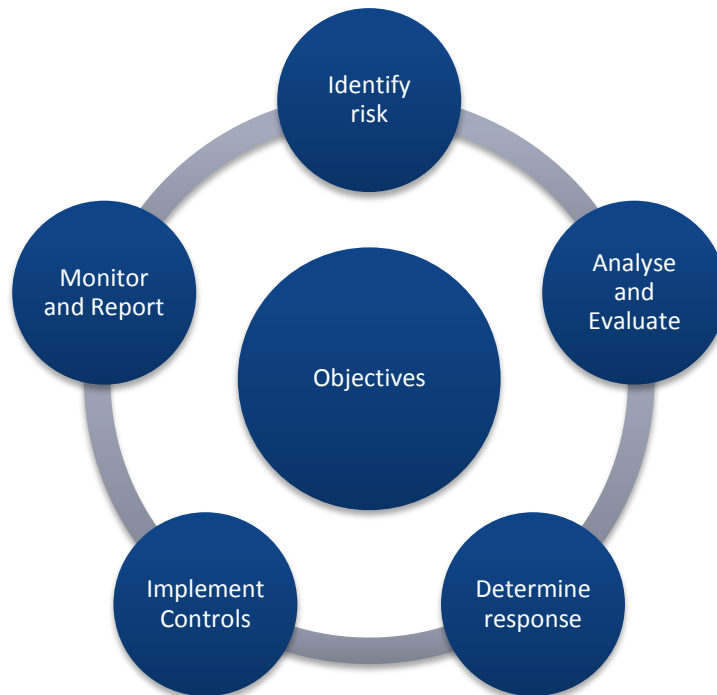 Identify
risk
Analyse
and
Evaluate
Determine
response
Implement
Controls
Monitor
and Report
Objectives